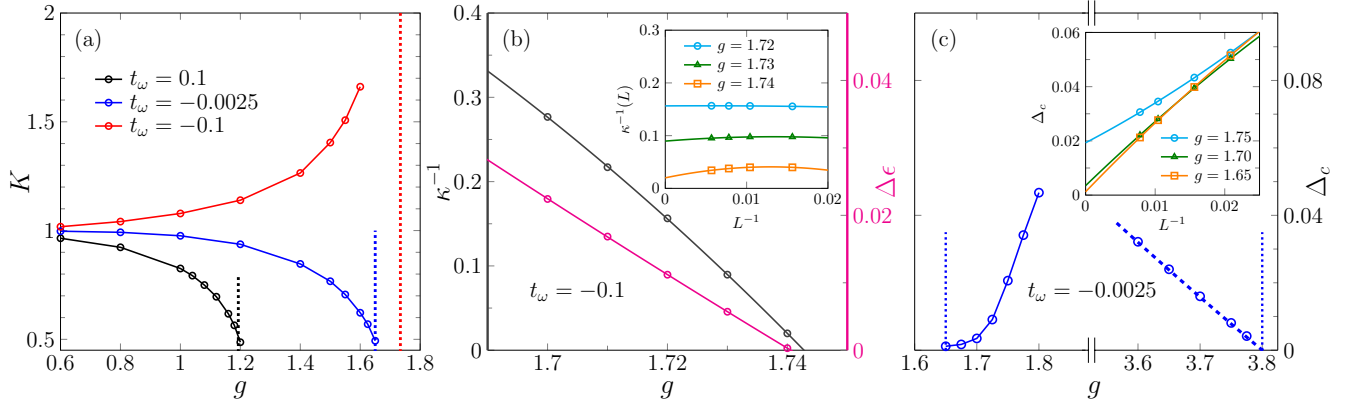 (a)
t_ω = 0.1
t_ω = −0.0025
t_ω = −0.1
K
2
1.5
1
0.5
0.6
0.8
1
1.2
1.4
1.6
1.8
g
(b)
κ⁻¹
0.4
0.3
0.2
0.1
0
1.7
1.72
1.74
g
t_ω = −0.1
Δϵ
0.04
0.02
0
κ⁻¹(L)
0.3
0.2
0.1
0
0
0.01
0.02
L⁻¹
g = 1.72
g = 1.73
g = 1.74
(c)
t_ω = −0.0025
1.6
1.7
1.8
3.6
3.7
3.8
g
Δ_c
0.08
0.04
0
Δ_c
0.06
0.04
0.02
0
0
0.01
0.02
L⁻¹
g = 1.75
g = 1.70
g = 1.65